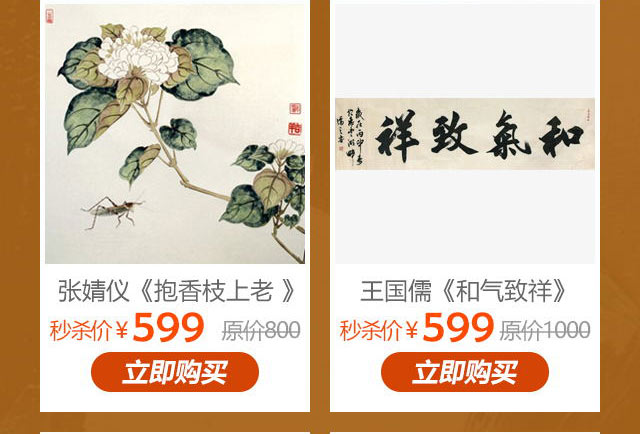 和氣致祥
张婧仪《抱香枝上老 》
秒杀价¥599 原价800
立即购买
王国儒《和气致祥》
秒杀价¥599 原价1000
立即购买